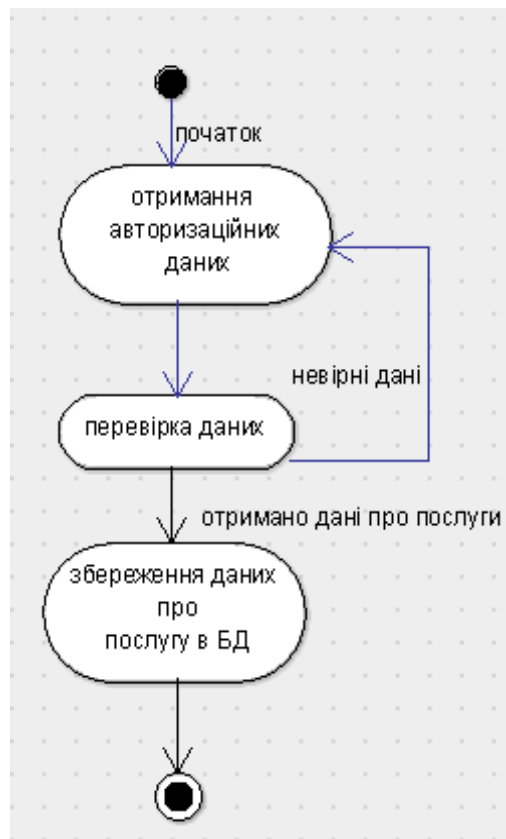 початок
отримання
авторизаційних
даних
невірні дані
перевірка даних
отримано дані про послуги
збереження даних
про
послугу в БД